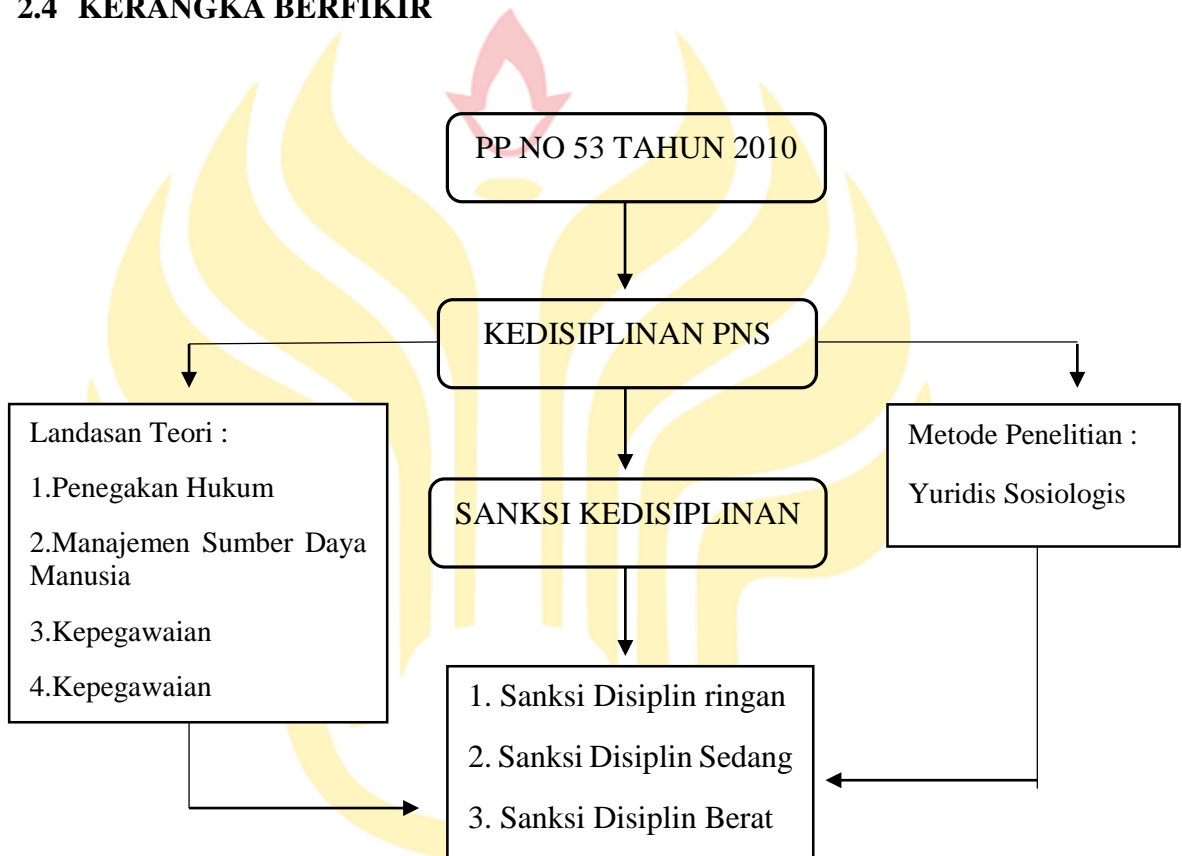 2.4 KERANGKA BERFIKIR
PP NO 53 TAHUN 2010
KEDISIPLINAN PNS
Landasan Teori :
1.Penegakan Hukum
2.Manajemen Sumber Daya
Manusia
3.Kepegawaian
4.Kepegawaian
SANKSI KEDISIPLINAN
Metode Penelitian :
Yuridis Sosiologis
1. Sanksi Disiplin ringan
2. Sanksi Disiplin Sedang
3. Sanksi Disiplin Berat